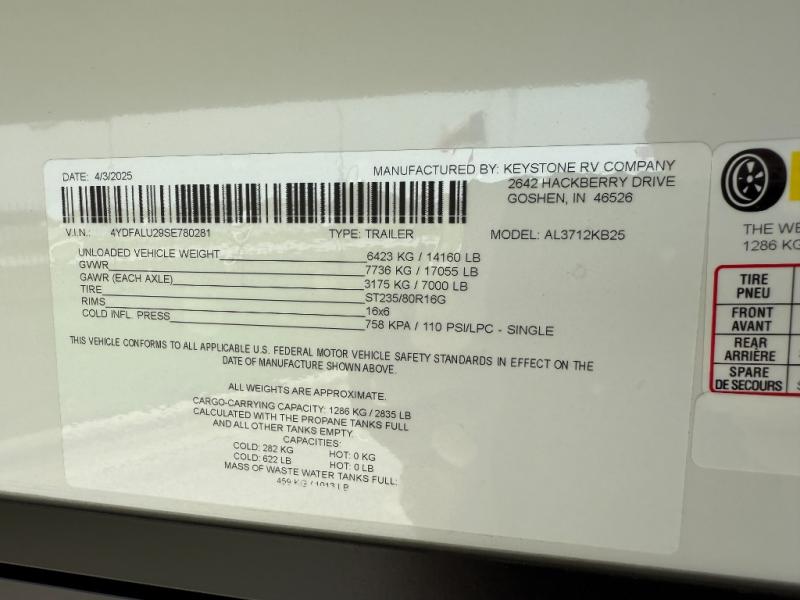 DATE: 4/3/2025
MANUFACTURED BY: KEYSTONE RV COMPANY
2642 HACKBERRY DRIVE
GOSHEN, IN 46526
V.I.N.: 4YDFALU29SE780281 TYPE: TRAILER MODEL: AL3712KB25
UNLOADED VEHICLE WEIGHT 6423 KG / 14160 LB
GVWR 7736 KG / 17055 LB
GAWR (EACH AXLE) 3175 KG / 7000 LB
TIRE ST235/80R16G
RIMS 16x6
COLD INFL. PRESS 758 KPA / 110 PSI/LPC - SINGLE
THIS VEHICLE CONFORMS TO ALL APPLICABLE U.S. FEDERAL MOTOR VEHICLE SAFETY STANDARDS IN EFFECT ON THE
DATE OF MANUFACTURE SHOWN ABOVE.
ALL WEIGHTS ARE APPROXIMATE.
CARGO-CARRYING CAPACITY: 1286 KG / 2835 LB
CALCULATED WITH THE PROPANE TANKS FULL
AND ALL OTHER TANKS EMPTY.
CAPACITIES:
COLD: 282 KG HOT: 0 KG
COLD: 622 LB HOT: 0 LB
MASS OF WASTE WATER TANKS FULL:
459 KG / 1013 LB
THE WE
1286 KG
TIRE
PNEU
FRONT
AVANT
REAR
ARRIÈRE
SPARE
DE SECOURS